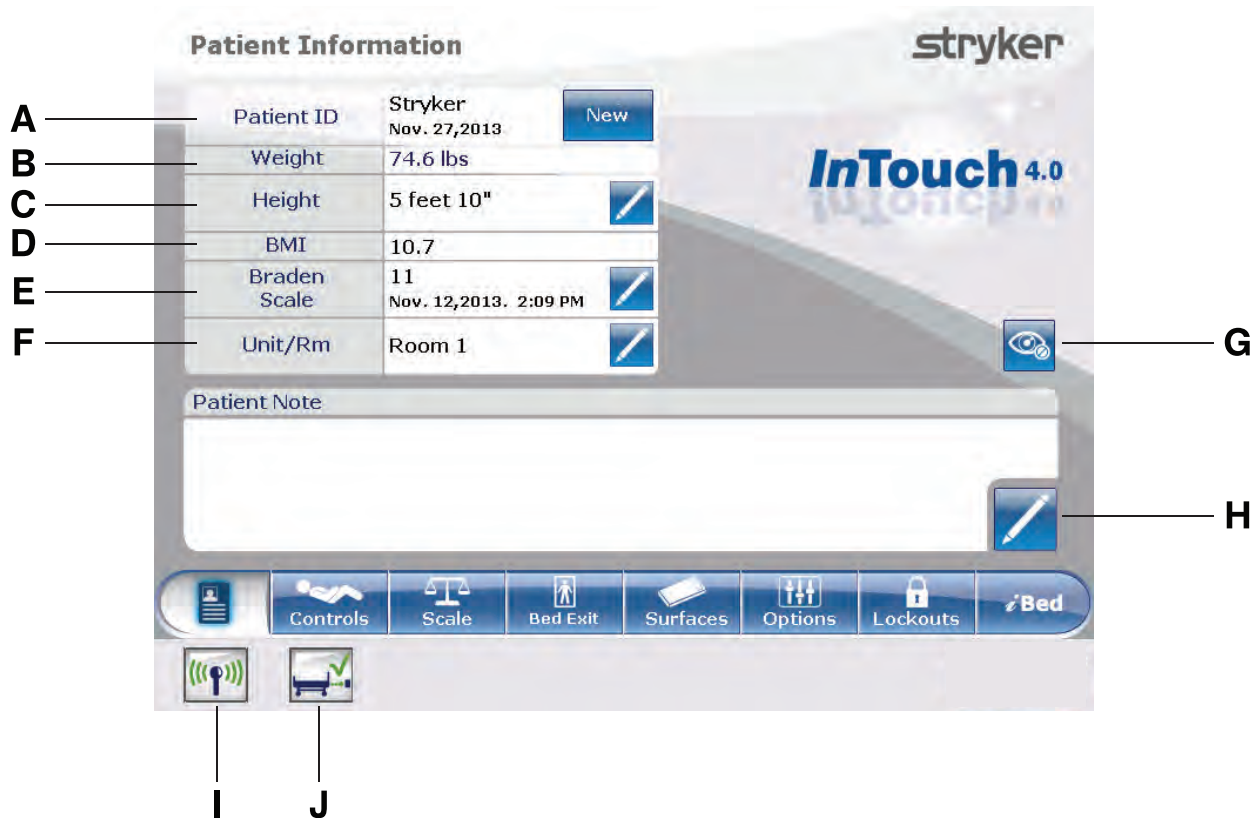 Patient Information
stryker
A
Patient ID
Stryker
Nov. 27,2013
New
B
Weight
74.6 lbs
InTouch 4.0
C
Height
5 feet 10"
D
BMI
10.7
E
Braden
Scale
11
Nov. 12,2013. 2:09 PM
F
Unit/Rm
Room 1
G
Patient Note
H
Controls
Scale
Bed Exit
Surfaces
Options
Lockouts
iBed
I
J